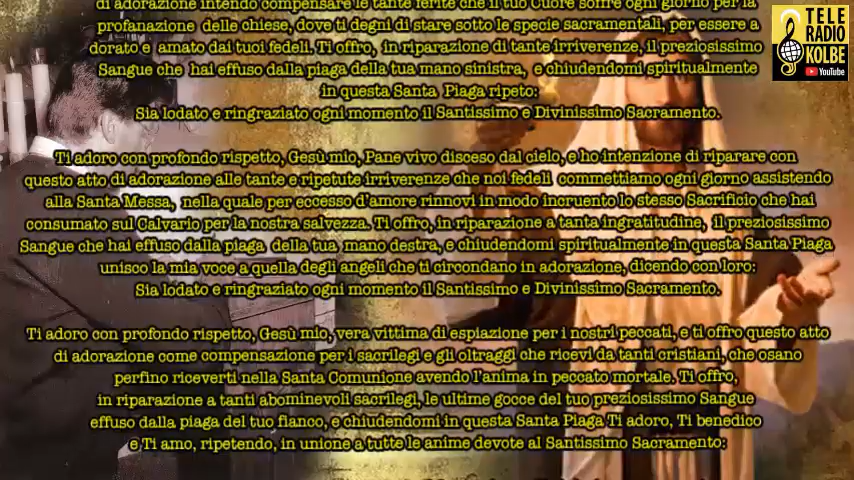 di adorazione intendo compensare le tante ferite che il tuo Cuore soffre ogni giorno per la
profanazione delle chiese, dove ti degni di stare sotto le specie sacramentali, per essere a
dorato e amato dai tuoi fedeli. Ti offro, in riparazione di tante irriverenze, il preziosissimo
Sangue che hai effuso dalla piaga della tua mano sinistra, e chiudendomi spiritualmente
in questa Santa Piaga ripeto:
Sia lodato e ringraziato ogni momento il Santissimo e Divinissimo Sacramento.
Ti adoro con profondo rispetto, Gesù mio, Pane vivo disceso dal cielo, e ho intenzione di riparare con
questo atto di adorazione alle tante e ripetute irriverenze che noi fedeli commettiamo ogni giorno assistendo
alla Santa Messa, nella quale per eccesso d'amore rinnovi in modo incruento lo stesso Sacrificio che hai
consumato sul Calvario per la nostra salvezza. Ti offro, in riparazione a tanta ingratitudine, il preziosissimo
Sangue che hai effuso dalla piaga della tua mano destra, e chiudendomi spiritualmente in questa Santa Piaga
unisco la mia voce a quella degli angeli che ti circondano in adorazione, dicendo con loro:
Sia lodato e ringraziato ogni momento il Santissimo e Divinissimo Sacramento.
Ti adoro con profondo rispetto, Gesù mio, vera vittima di espiazione per i nostri peccati, e ti offro questo atto
di adorazione come compensazione per i sacrilegi e gli oltraggi che ricevi da tanti cristiani, che osano
perfino riceverti nella Santa Comunione avendo l'anima in peccato mortale. Ti offro,
in riparazione a tanti abominevoli sacrilegi, le ultime gocce del tuo preziosissimo Sangue
effuso dalla piaga del tuo fianco, e chiudendomi in questa Santa Piaga Ti adoro, Ti benedico
e Ti amo, ripetendo, in unione a tutte le anime devote al Santissimo Sacramento:
TELE
RADIO
KOLBE
YouTube